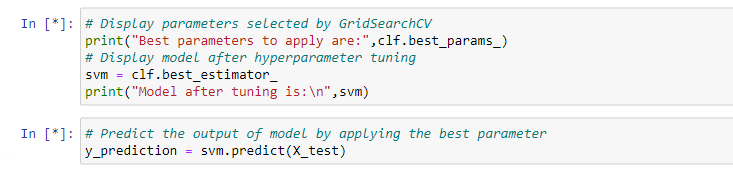 In [*]: # Display parameters selected by GridSearchCV
print("Best parameters to apply are:",clf.best_params_)
# Display model after hyperparameter tuning
svm = clf.best_estimator_
print("Model after tuning is:\n",svm)
In [*]: # Predict the output of model by applying the best parameter
y_prediction = svm.predict(X_test)